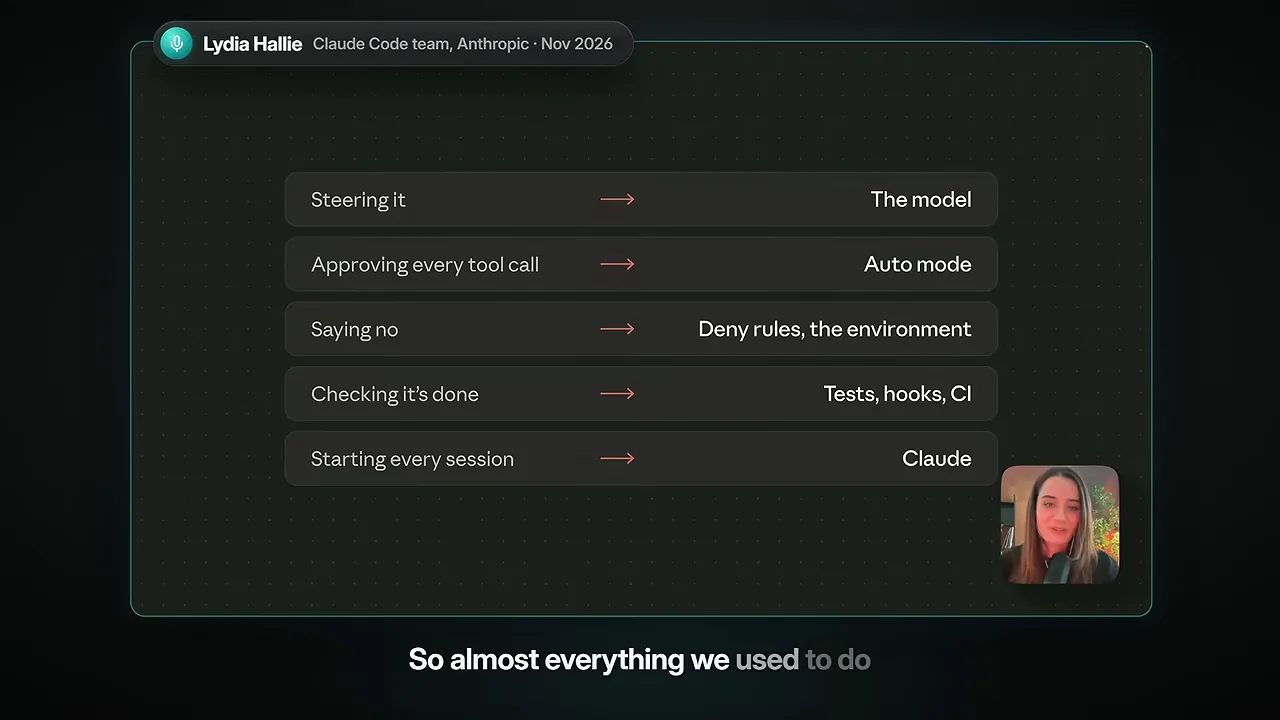 Lydia Hallie Claude Code team, Anthropic · Nov 2026
Steering it → The model
Approving every tool call → Auto mode
Saying no → Deny rules, the environment
Checking it’s done → Tests, hooks, CI
Starting every session → Claude
So almost everything we used to do